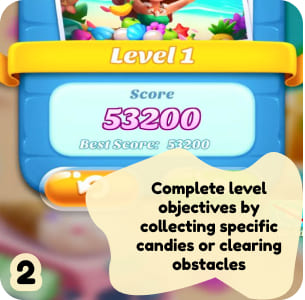 Level 1
Score
53200
Best Score: 53200
Complete level
objectives by
collecting specific
candies or clearing
obstacles
2